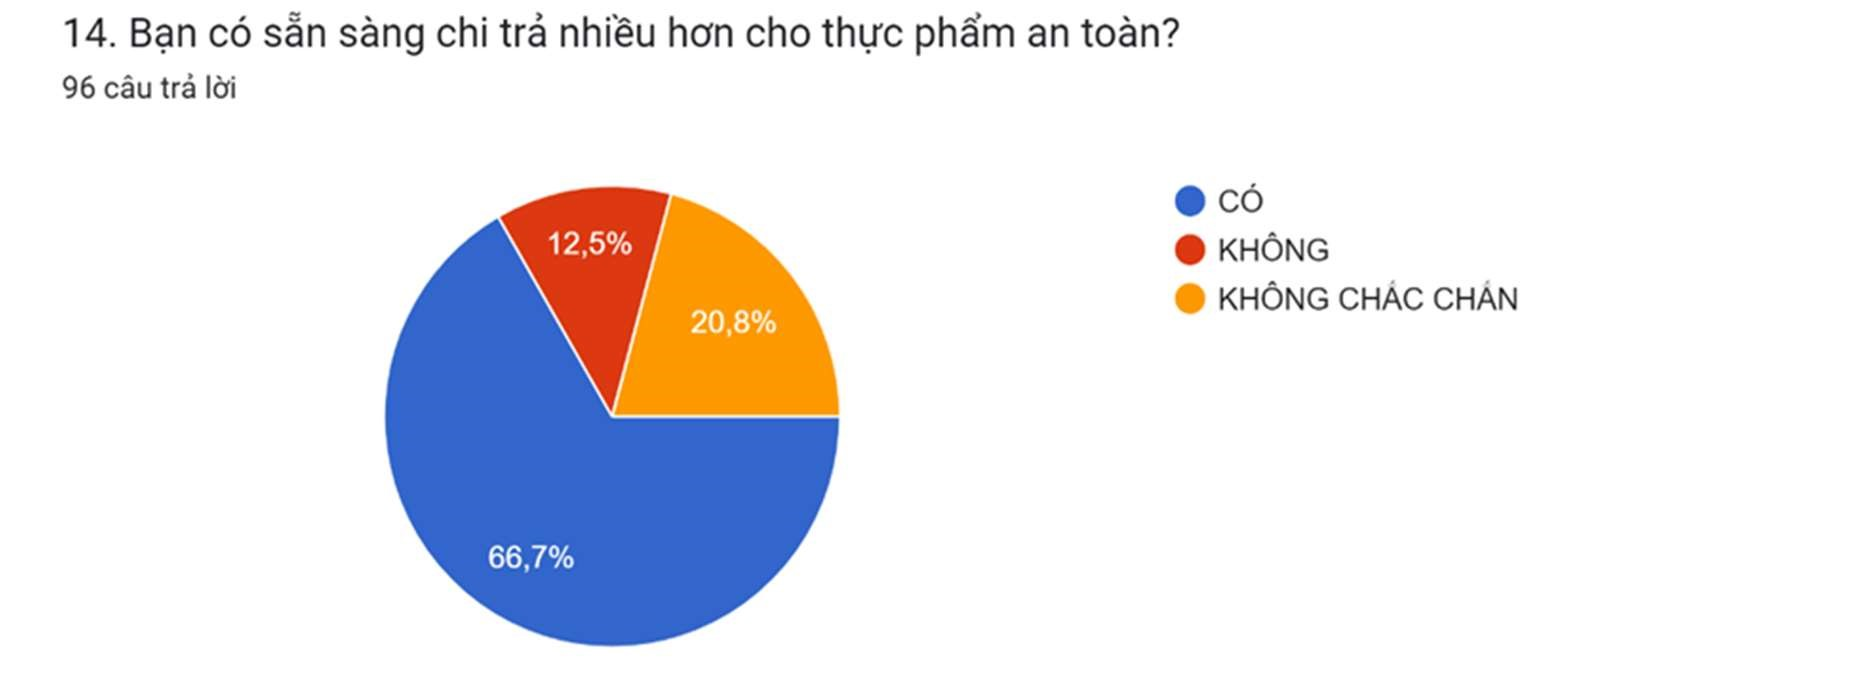 14. Bạn có sẵn sàng chi trả nhiều hơn cho thực phẩm an toàn?
96 câu trả lời
CÓ
KHÔNG
KHÔNG CHẮC CHẮN
12,5%
20,8%
66,7%